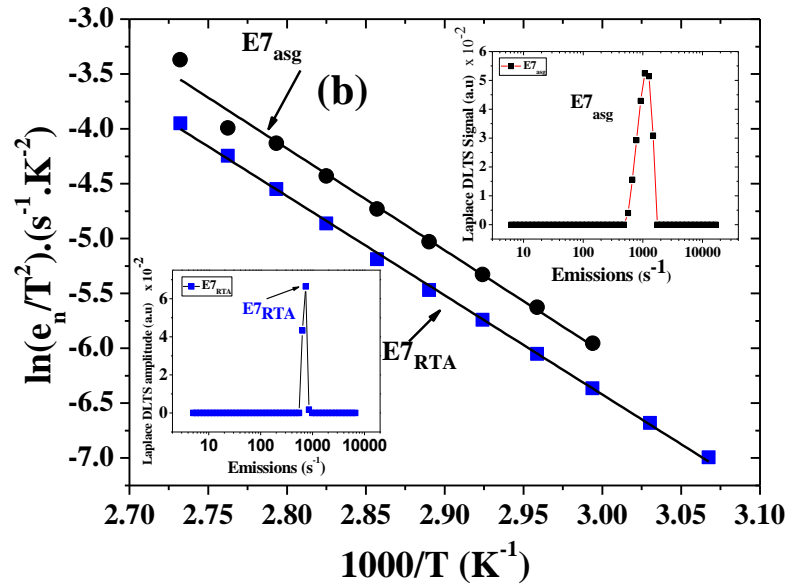 (b)
E7asg
E7RTA
ln(en/T2).(s-1.K-2)
-3.0
-3.5
-4.0
-4.5
-5.0
-5.5
-6.0
-6.5
-7.0
2.70 2.75 2.80 2.85 2.90 2.95 3.00 3.05 3.10
1000/T (K-1)
E7asg
E7asg
Laplace DLTS Signal (a.u) x 10-2
6
5
4
3
2
1
0
10 100 1000 10000
Emissions (s-1)
E7RTA
E7RTA
Laplace DLTS amplitude (a.u) x 10-2
6
4
2
0
10 100 1000 10000
Emissions (s-1)